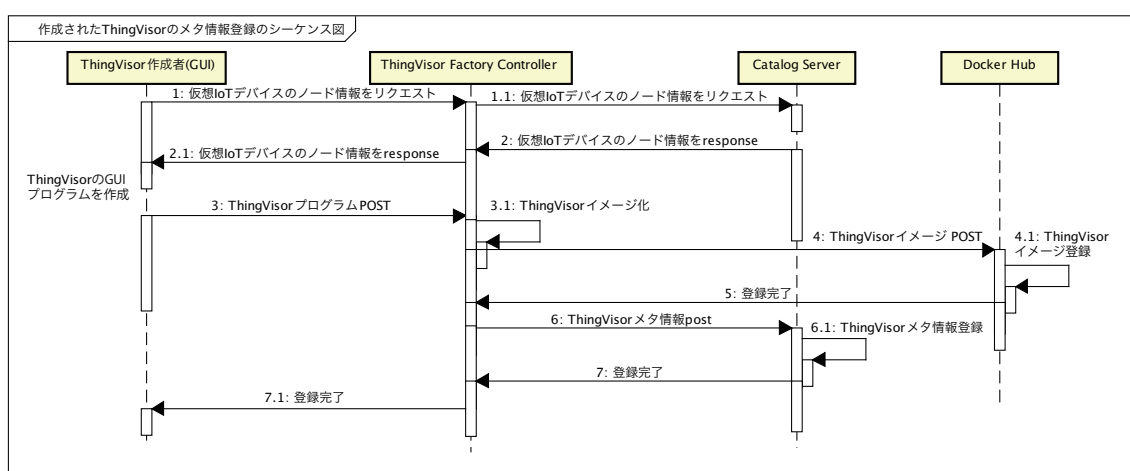 作成されたThingVisorのメタ情報登録のシーケンス図
ThingVisor作成者(GUI)
ThingVisor Factory Controller
Catalog Server
Docker Hub
1: 仮想IoTデバイスのノード情報をリクエスト
1.1: 仮想IoTデバイスのノード情報をリクエスト
2: 仮想IoTデバイスのノード情報をresponse
2.1: 仮想IoTデバイスのノード情報をresponse
ThingVisorのGUI
プログラムを作成
3: ThingVisorプログラムPOST
3.1: ThingVisorイメージ化
4: ThingVisorイメージ POST
4.1: ThingVisor
イメージ登録
5: 登録完了
6: ThingVisorメタ情報post
6.1: ThingVisorメタ情報登録
7: 登録完了
7.1: 登録完了